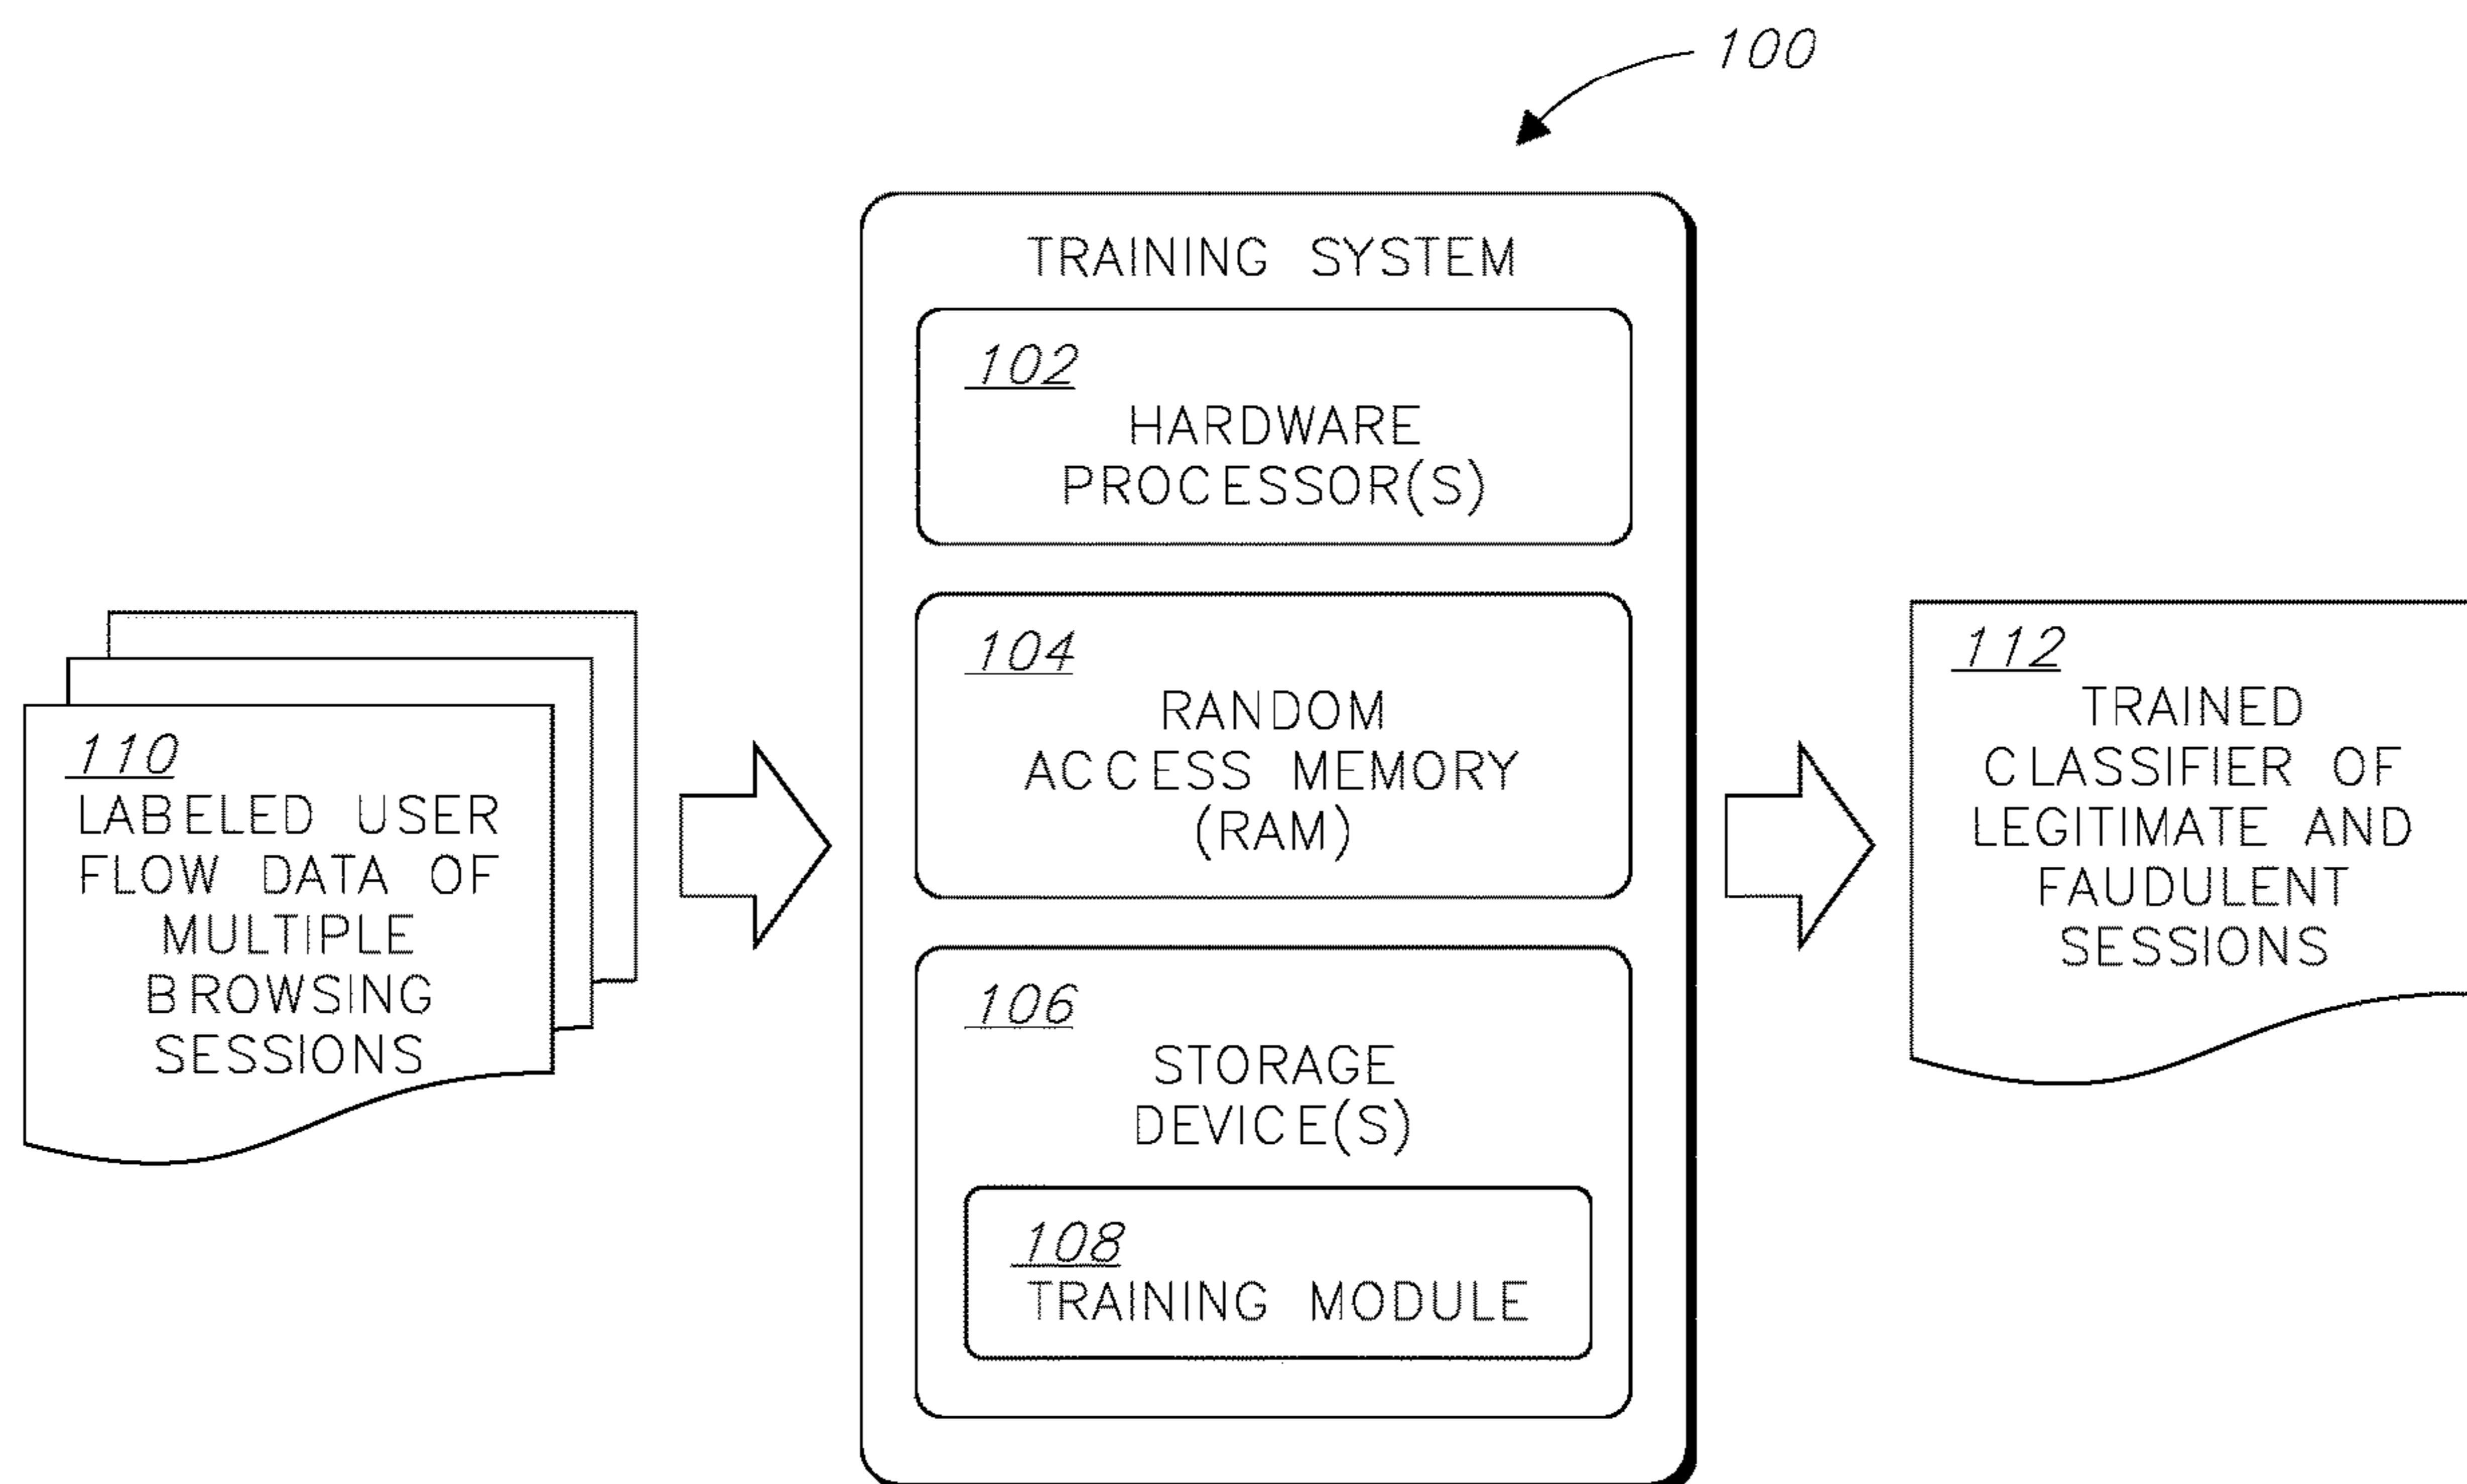 100
110
LABELED USER
FLOW DATA OF
MULTIPLE
BROWSING
SESSIONS
TRAINING SYSTEM
102
HARDWARE
PROCESSOR(S)
104
RANDOM
ACCESS MEMORY
(RAM)
106
STORAGE
DEVICE(S)
108
TRAINING MODULE
112
TRAINED
CLASSIFIER OF
LEGITIMATE AND
FAUDULENT
SESSIONS